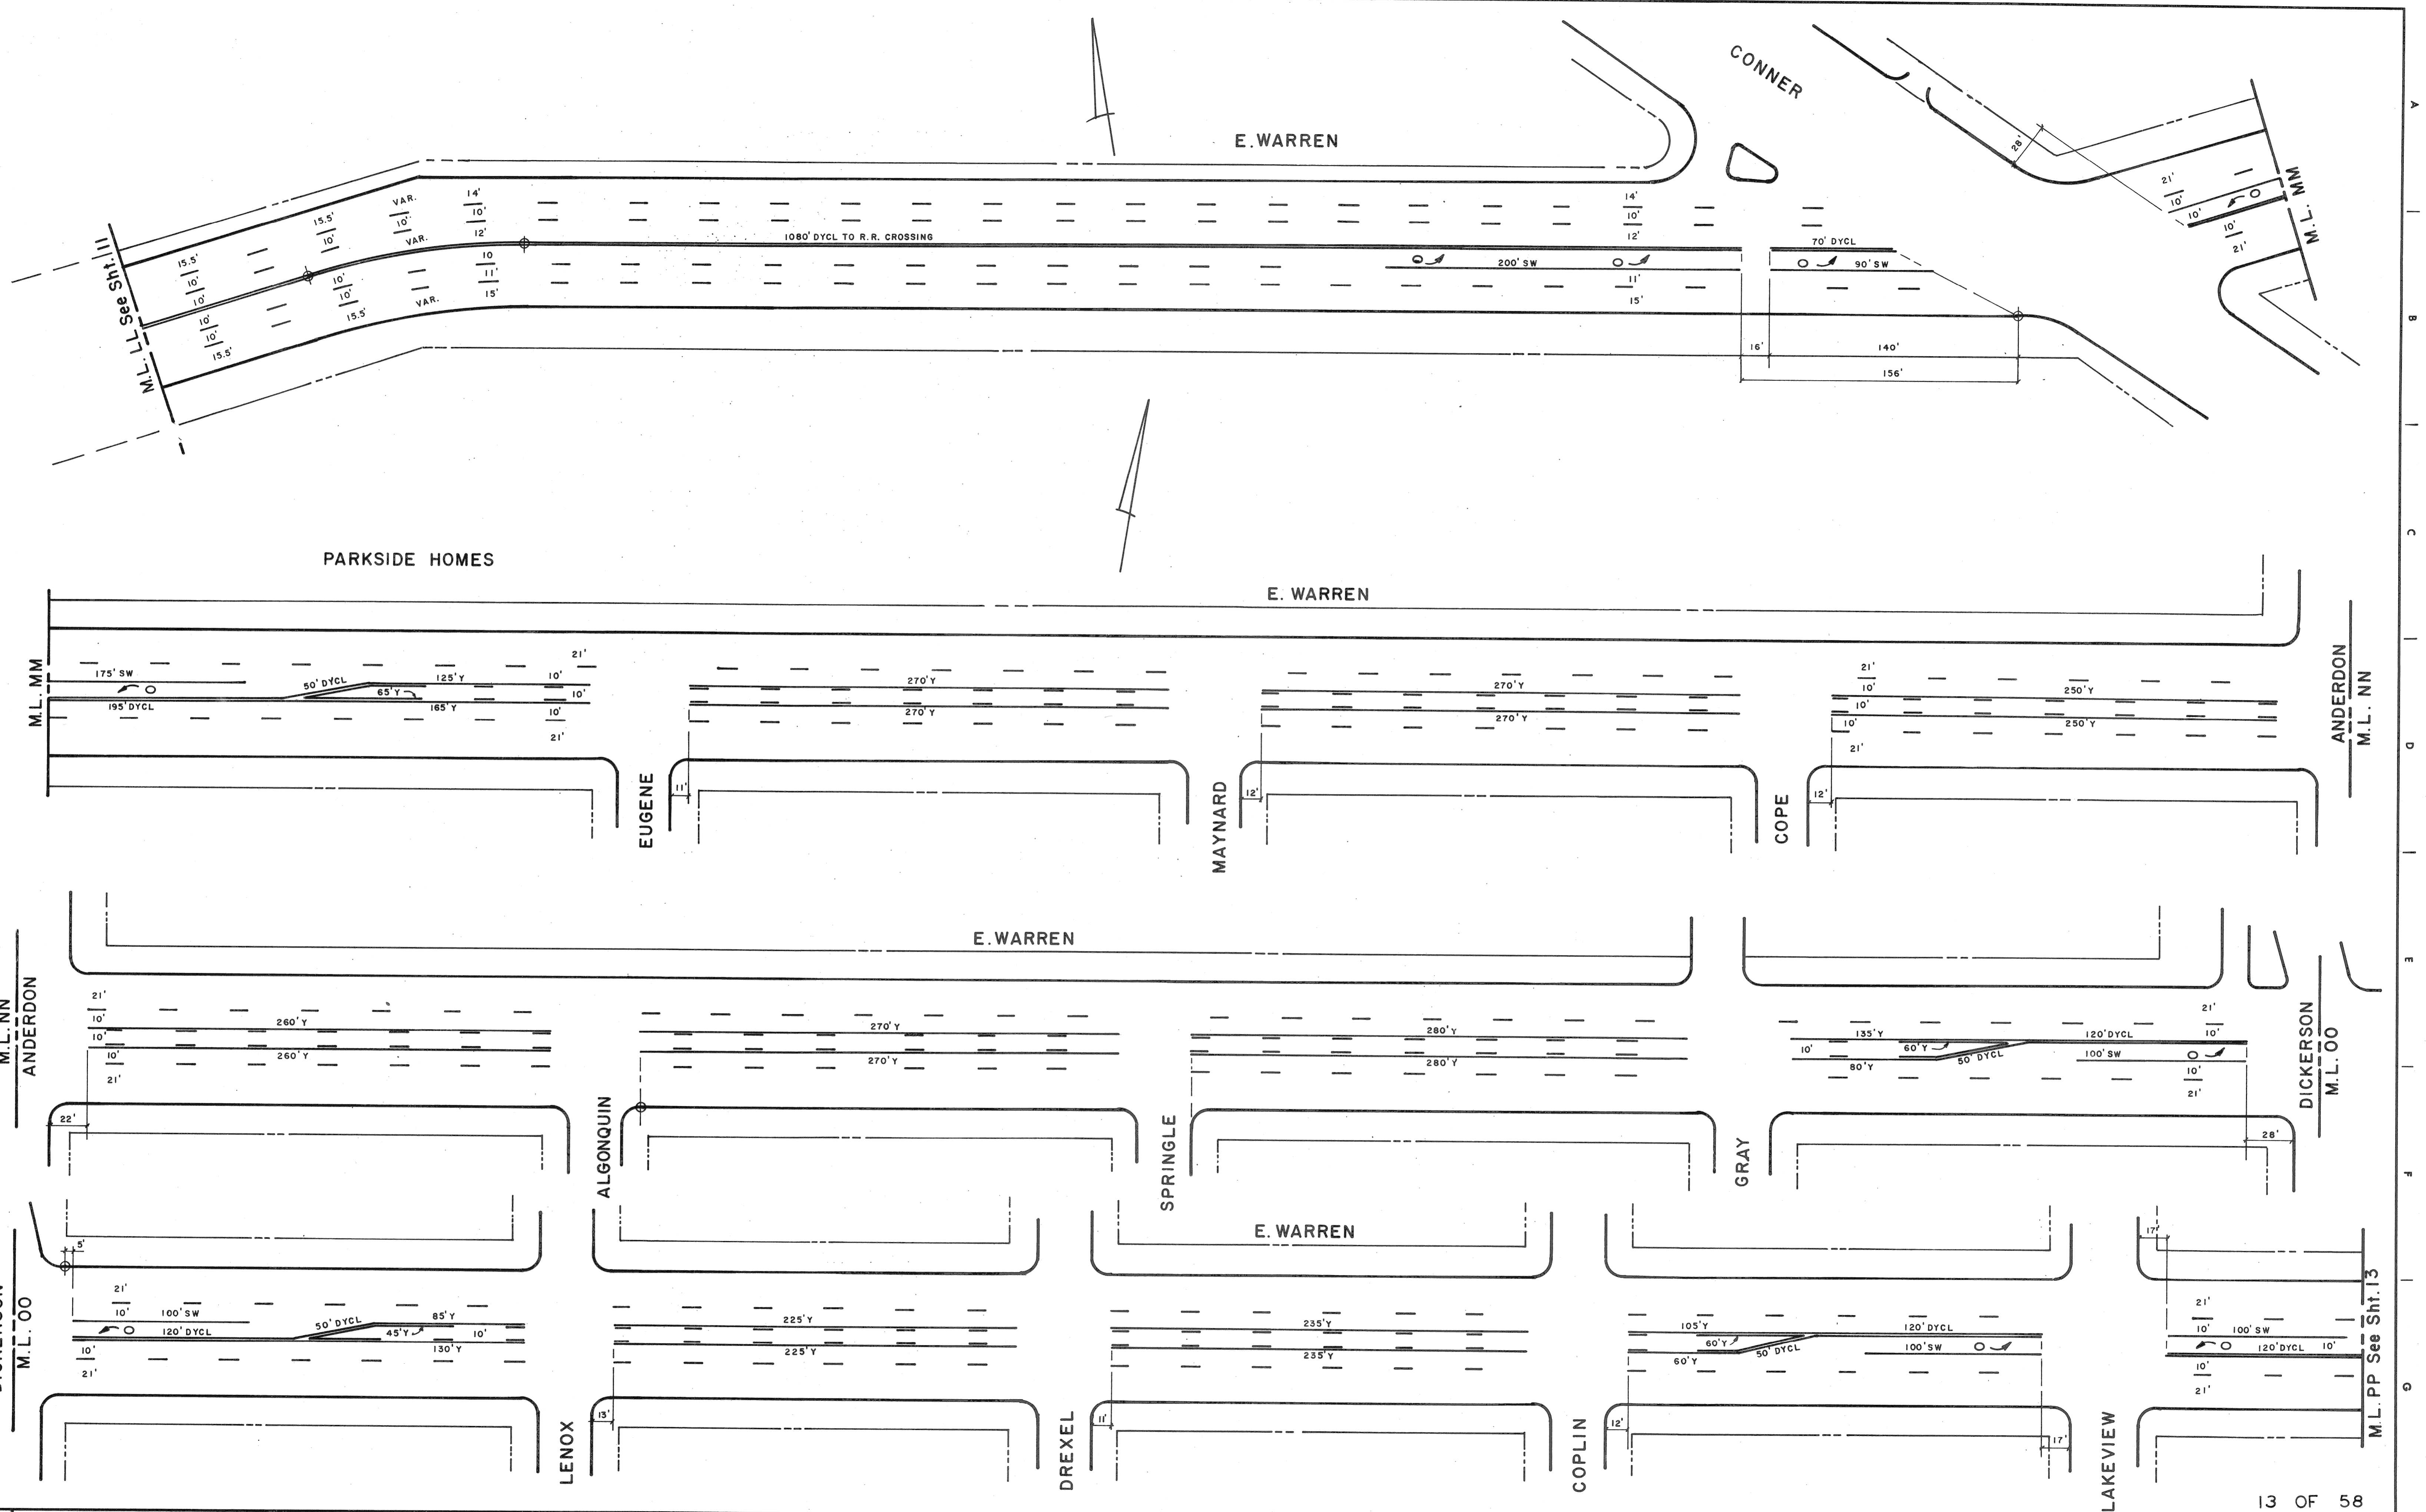 CONNER
E. WARREN
A
28'
21'
10'
10'
10'
21'
M.L. MM
M.L. LL See Sht. 11
15.5'
10'
10'
10'
10'
15.5'
15.5'
10'
10'
10'
10'
15.5'
VAR.
10'
VAR.
VAR.
14'
10'
12'
10
11'
15'
1080' DYCL TO R.R. CROSSING
14'
10'
12'
200' SW
11'
15'
70' DYCL
90' SW
16'
140'
156'
B
C
PARKSIDE HOMES
E. WARREN
M.L. MM
175' SW
195' DYCL
50' DYCL
125' Y
65' Y
165' Y
21'
10'
10'
10'
21'
270' Y
270' Y
270' Y
270' Y
21'
10'
10'
10'
21'
250' Y
250' Y
ANDERDON
M.L. NN
D
EUGENE
11'
MAYNARD
12'
COPE
12'
E. WARREN
E
M.L. NN
ANDERDON
21'
10'
10'
10'
21'
260' Y
260' Y
270' Y
270' Y
280' Y
280' Y
135' Y
60' Y
80' Y
10'
50' DYCL
120' DYCL
100' SW
21'
10'
10'
21'
DICKERSON
M.L. OO
22'
ALGONQUIN
SPRINGLE
GRAY
28'
F
E. WARREN
5'
17'
M.L. OO
21'
10'
100' SW
120' DYCL
10'
21'
50' DYCL
85' Y
45' Y
10'
130' Y
225' Y
225' Y
235' Y
235' Y
105' Y
60' Y
60' Y
50' DYCL
120' DYCL
100' SW
21'
10'
100' SW
120' DYCL
10'
10'
21'
M.L. PP See Sht. 13
G
LENOX
13'
DREXEL
11'
COPLIN
12'
17'
LAKEVIEW
13 OF 58